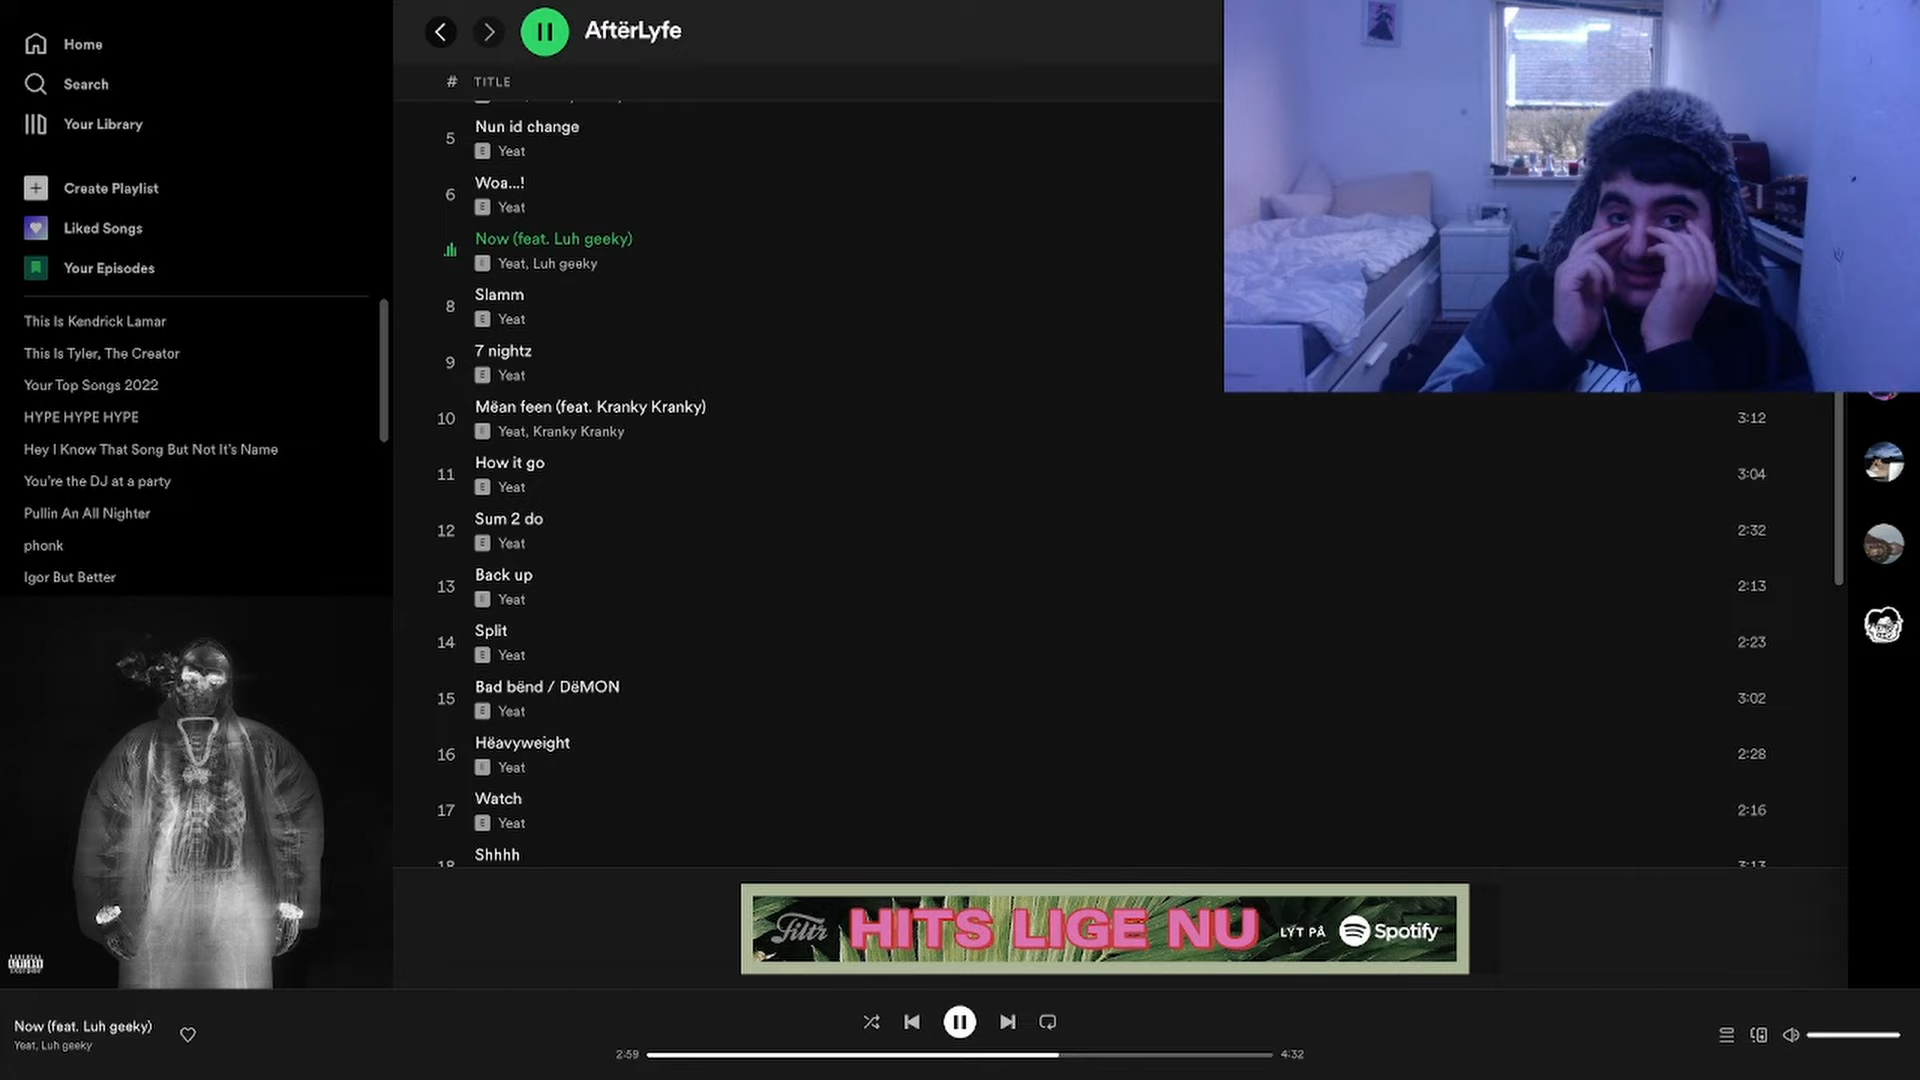 Home
Search
Your Library
Create Playlist
Liked Songs
Your Episodes
This Is Kendrick Lamar
This Is Tyler, The Creator
Your Top Songs 2022
HYPE HYPE HYPE
Hey I Know That Song But Not It's Name
You're the DJ at a party
Pullin An All Nighter
phonk
Igor But Better
AftërLyfe
# TITLE
5 Nun id change
E Yeat
6 Woa...!
E Yeat
Now (feat. Luh geeky)
E Yeat, Luh geeky
8 Slamm
E Yeat
9 7 nightz
E Yeat
10 Mëan feen (feat. Kranky Kranky) 3:12
E Yeat, Kranky Kranky
11 How it go 3:04
E Yeat
12 Sum 2 do 2:32
E Yeat
13 Back up 2:13
E Yeat
14 Split 2:23
E Yeat
15 Bad bënd / DëMON 3:02
E Yeat
16 Hëavyweight 2:28
E Yeat
17 Watch 2:16
E Yeat
18 Shhhh 3:13
Filtr HITS LIGE NU LYT PÅ Spotify
Now (feat. Luh geeky)
Yeat, Luh geeky
2:59 4:32